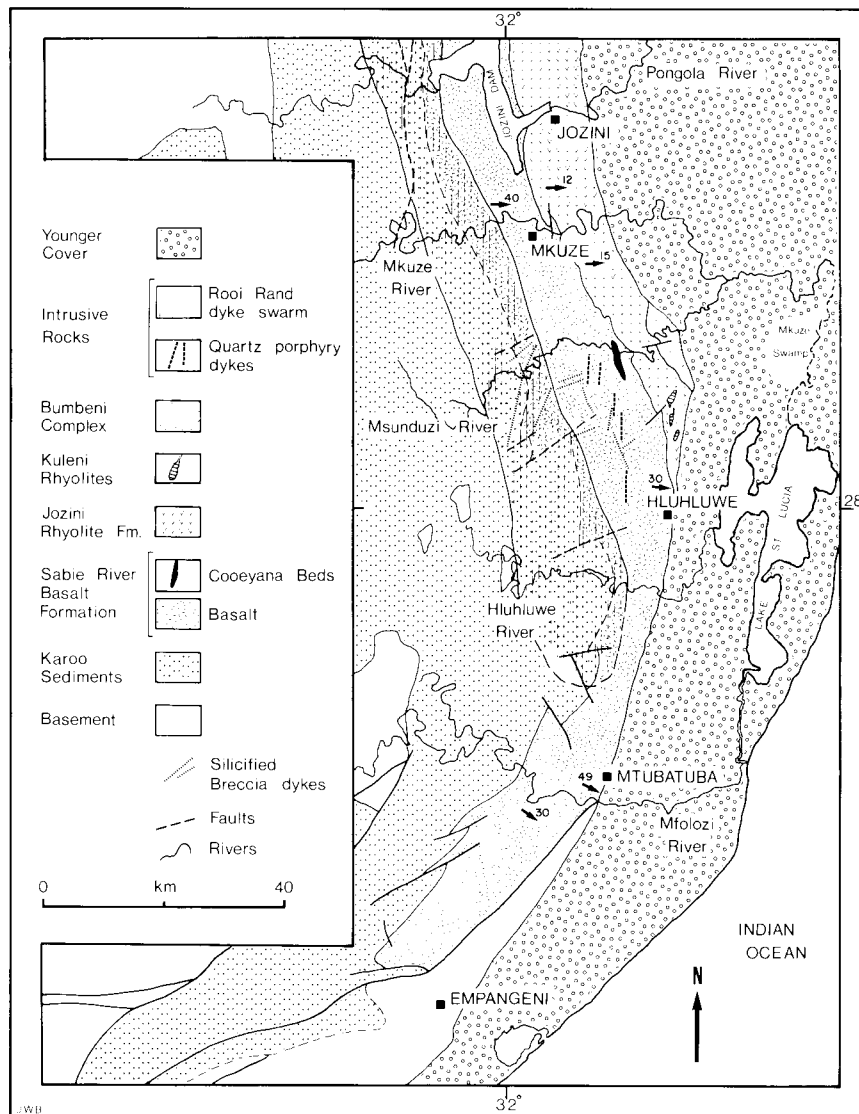 32°
Pongola River
JOZINI DAM
JOZINI
12
40
MKUZE
Mkuze
River
15
Mkuze
Swamp
Msunduzi River
30
HLUHLUWE
28
LAKE ST LUCIA
Hluhluwe
River
49
MTUBATUBA
30
Mfolozi
River
INDIAN
OCEAN
N
EMPANGENI
32°
Younger
Cover
Intrusive
Rocks
Rooi Rand
dyke swarm
Quartz porphyry
dykes
Bumbeni
Complex
Kuleni
Rhyolites
Jozini
Rhyolite Fm.
Sabie River
Basalt
Formation
Cooeyana Beds
Basalt
Karoo
Sediments
Basement
Silicified
Breccia dykes
Faults
Rivers
0 km 40
JWB